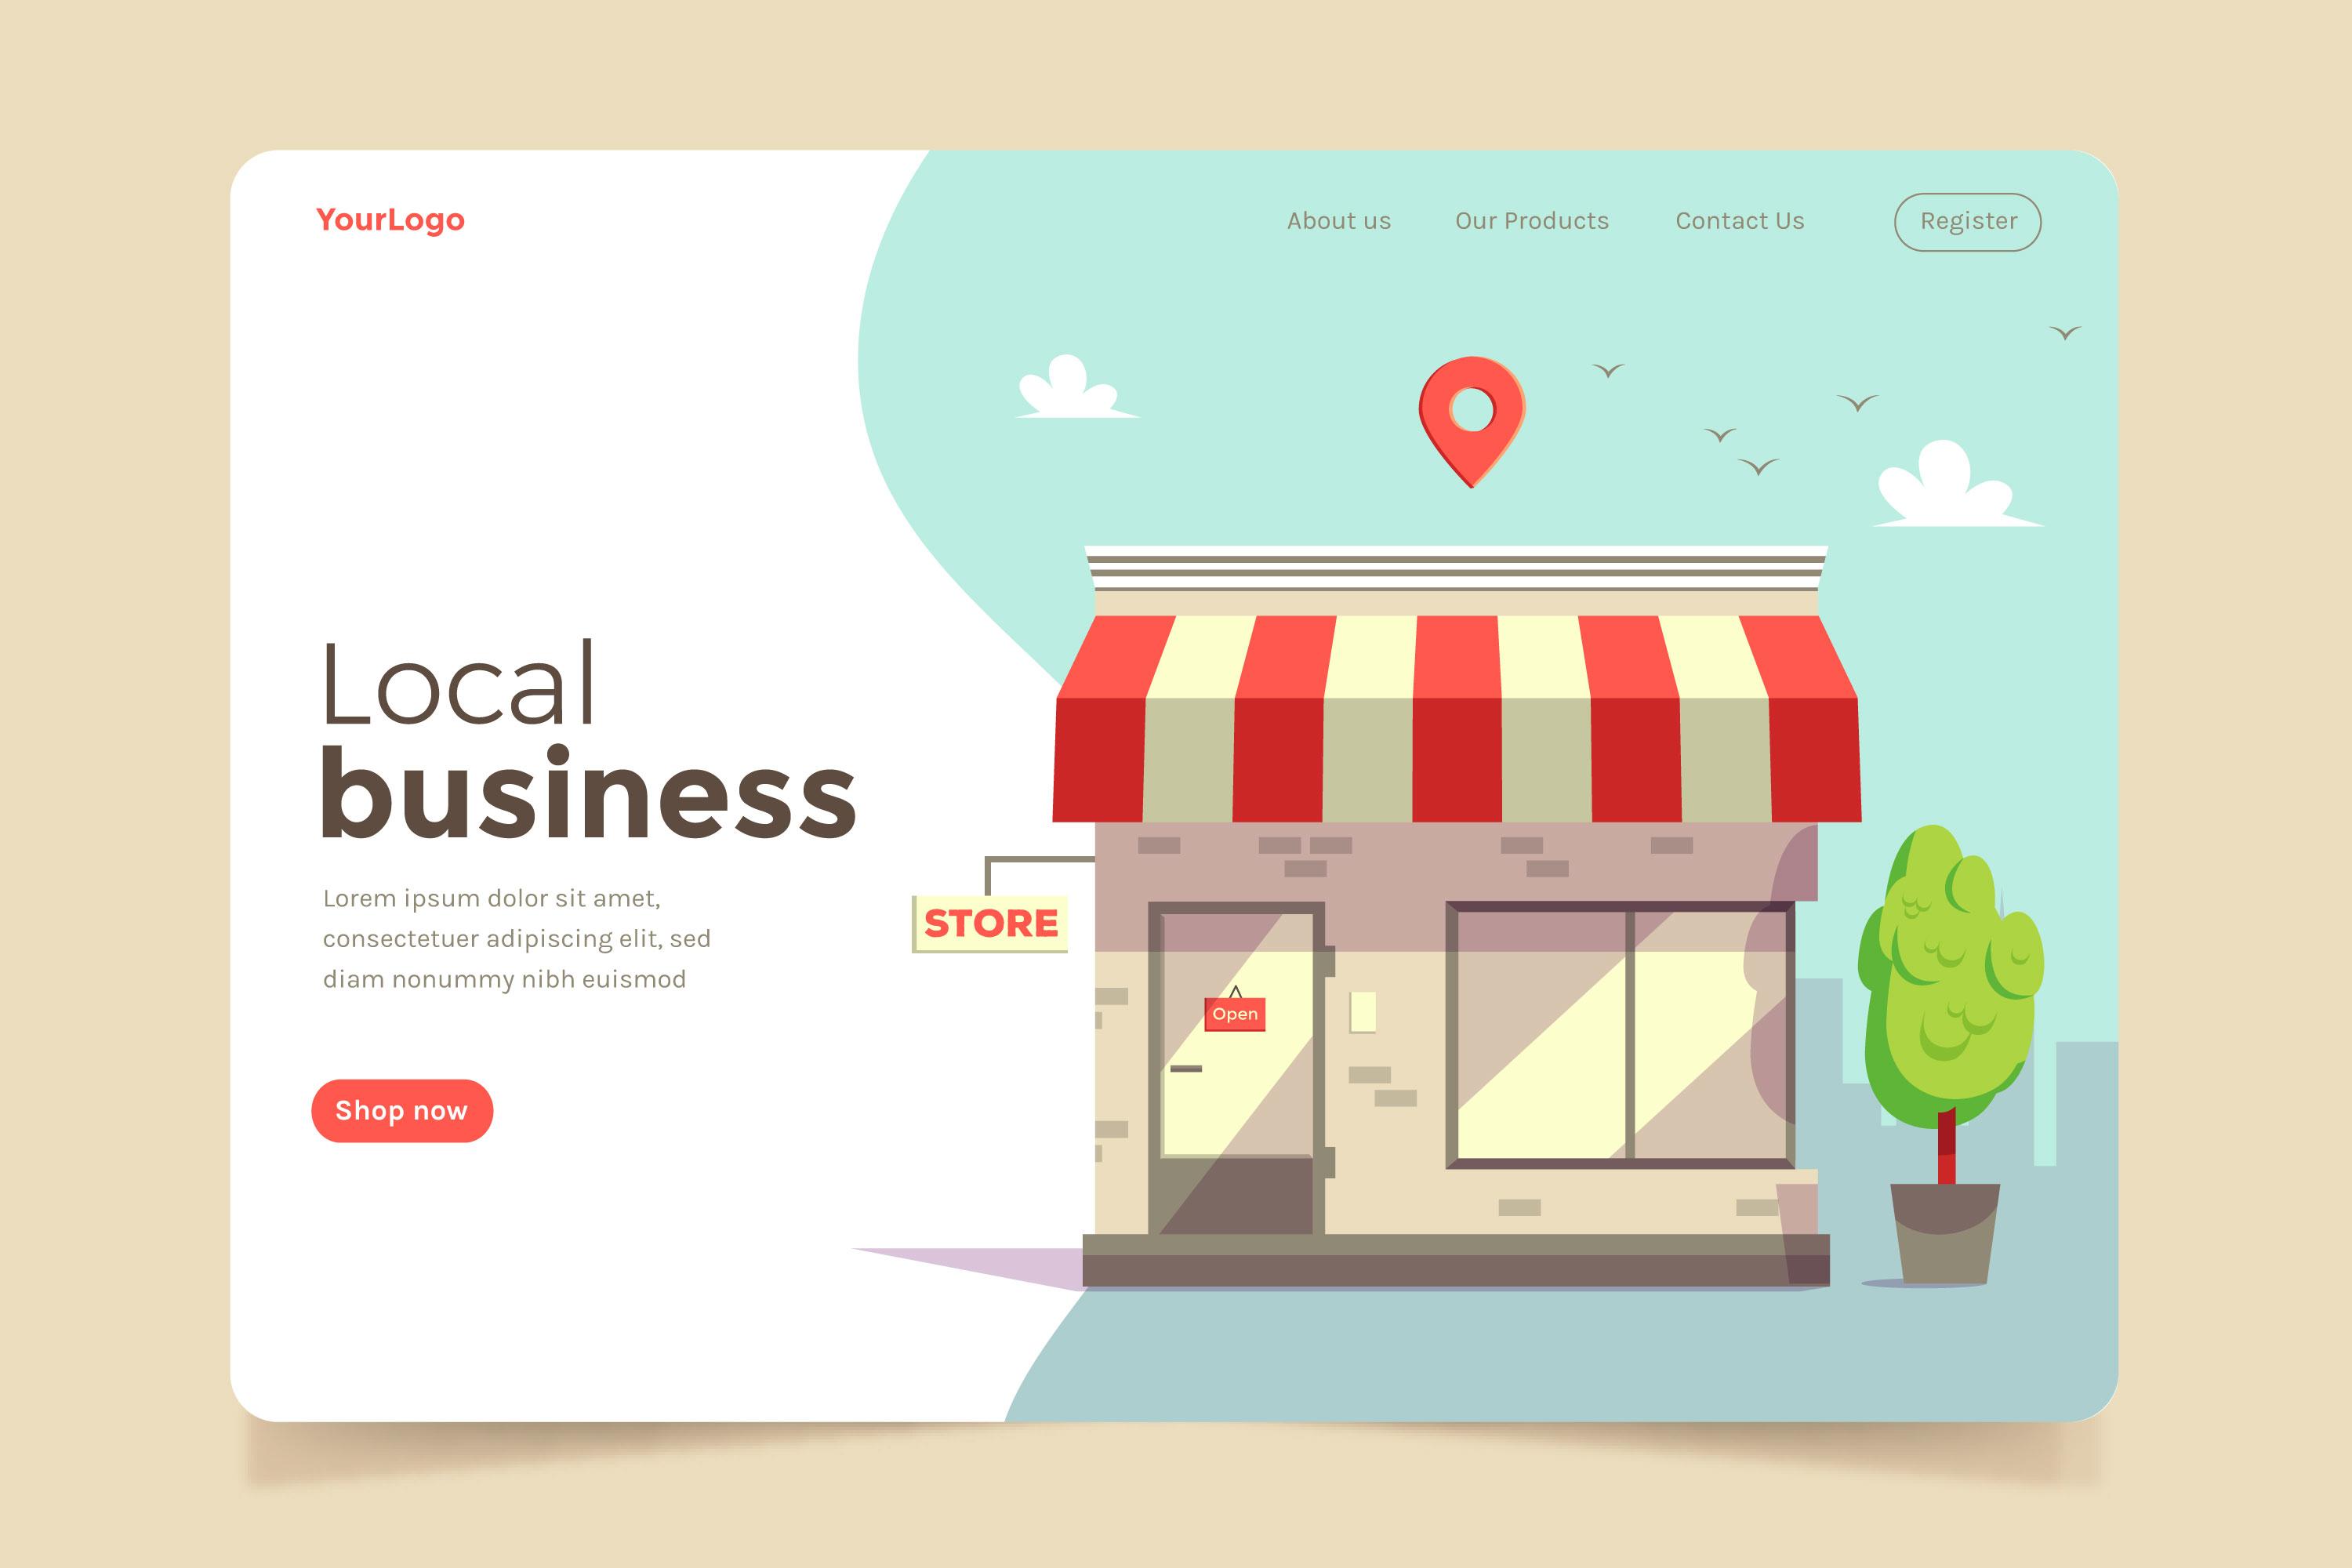 YourLogo
About us
Our Products
Contact Us
Register
Local
business
Lorem ipsum dolor sit amet,
consectetuer adipiscing elit, sed
diam nonummy nibh euismod
Shop now
STORE
Open